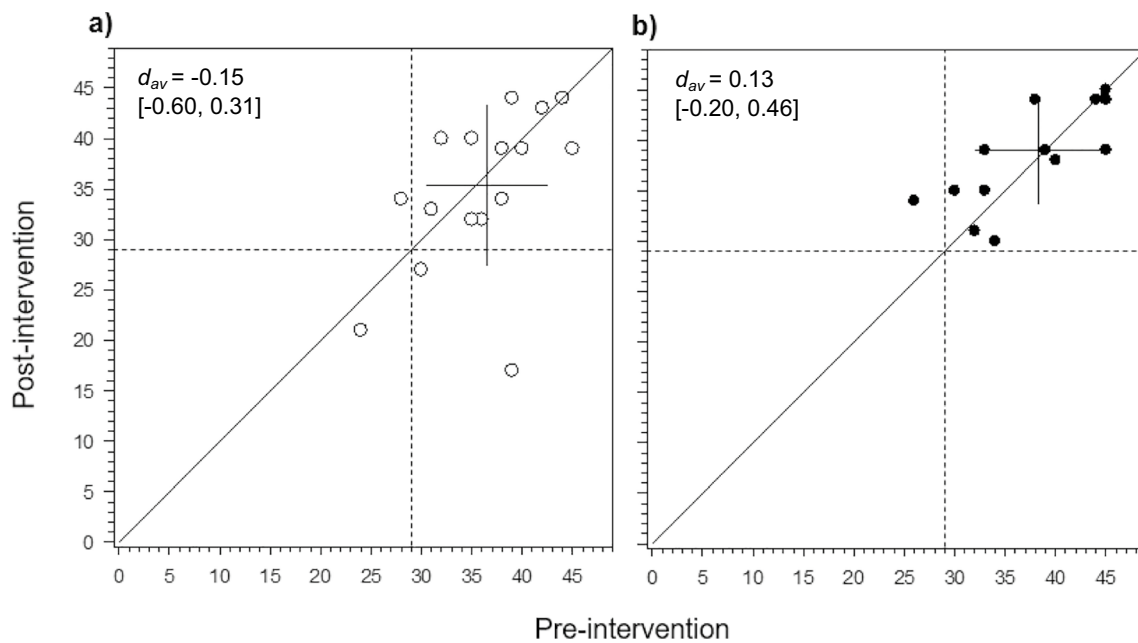 a)
d_av = -0.15
[-0.60, 0.31]
45
40
35
30
25
20
15
10
5
0
0 5 10 15 20 25 30 35 40 45
b)
d_av = 0.13
[-0.20, 0.46]
0 5 10 15 20 25 30 35 40 45
Post-intervention
Pre-intervention